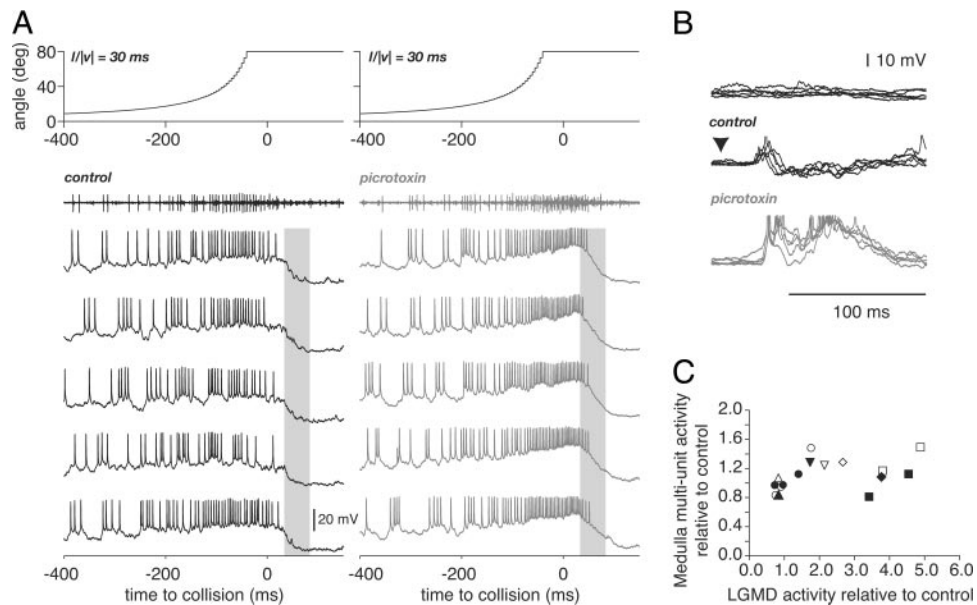 A
B
angle (deg)
80
40
0
l/|v| = 30 ms
l/|v| = 30 ms
-400
-200
0
-400
-200
0
control
picrotoxin
20 mV
-400
-200
0
-400
-200
0
time to collision (ms)
time to collision (ms)
10 mV
control
picrotoxin
100 ms
C
Medulla multi-unit activity
relative to control
2.0
1.6
1.2
0.8
0.4
0.0
0.0
1.0
2.0
3.0
4.0
5.0
6.0
LGMD activity relative to control